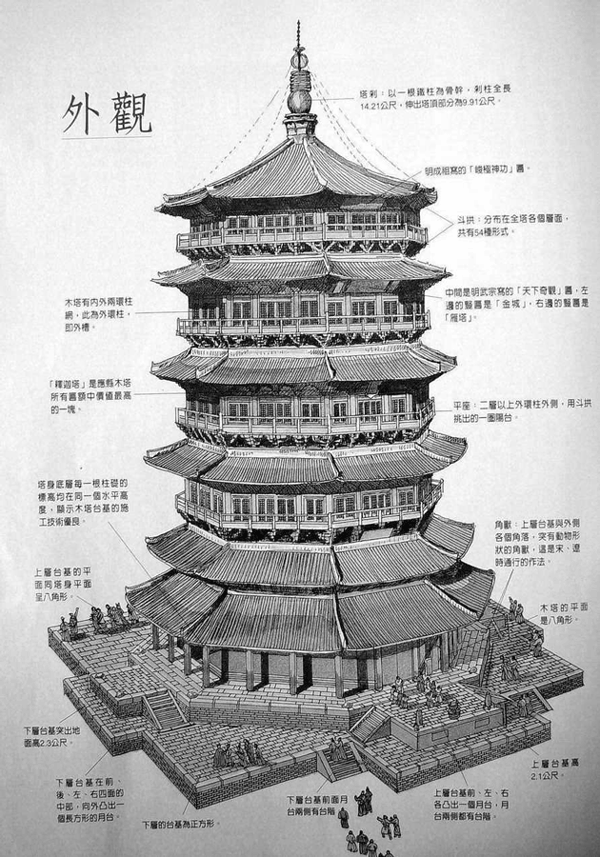 外觀
塔剎：以一根鐵柱為骨幹，剎柱全長
14.21公尺，伸出塔頂部分為9.91公尺。
明成祖寫的「峻極神功」匾。
斗拱：分布在全塔各個層面，
共有54種形式。
木塔有內外兩環柱
網，此為外環柱，
即外槽。
中間是明武宗寫的「天下奇觀」匾，左
邊的豎匾是「金城」，右邊的豎匾是
「雁塔」。
「釋迦塔」是應縣木塔
所有匾額中價值最高
的一塊。
平座：二層以上外環柱外側，用斗拱
挑出的一圈陽台。
塔身底層每一根柱礎的
標高均在同一個水平高
度，顯示木塔台基的施
工技術優良。
角獸：上層台基與外側
各個角落，突有動物形
狀的角獸，這是宋、遼
時通行的作法。
上層台基的平
面同塔身平面
呈八角形。
木塔的平面
是八角形。
下層台基突出地
面高2.3公尺。
上層台基高
2.1公尺。
下層台基在前、
後、左、右四面的
中部，向外凸出一
個長方形的月台。
下層的台基為正方形。
下層台基前面月
台兩側有台階。
上層台基前、左、右
各凸出一個月台，月
台兩側都有台階。